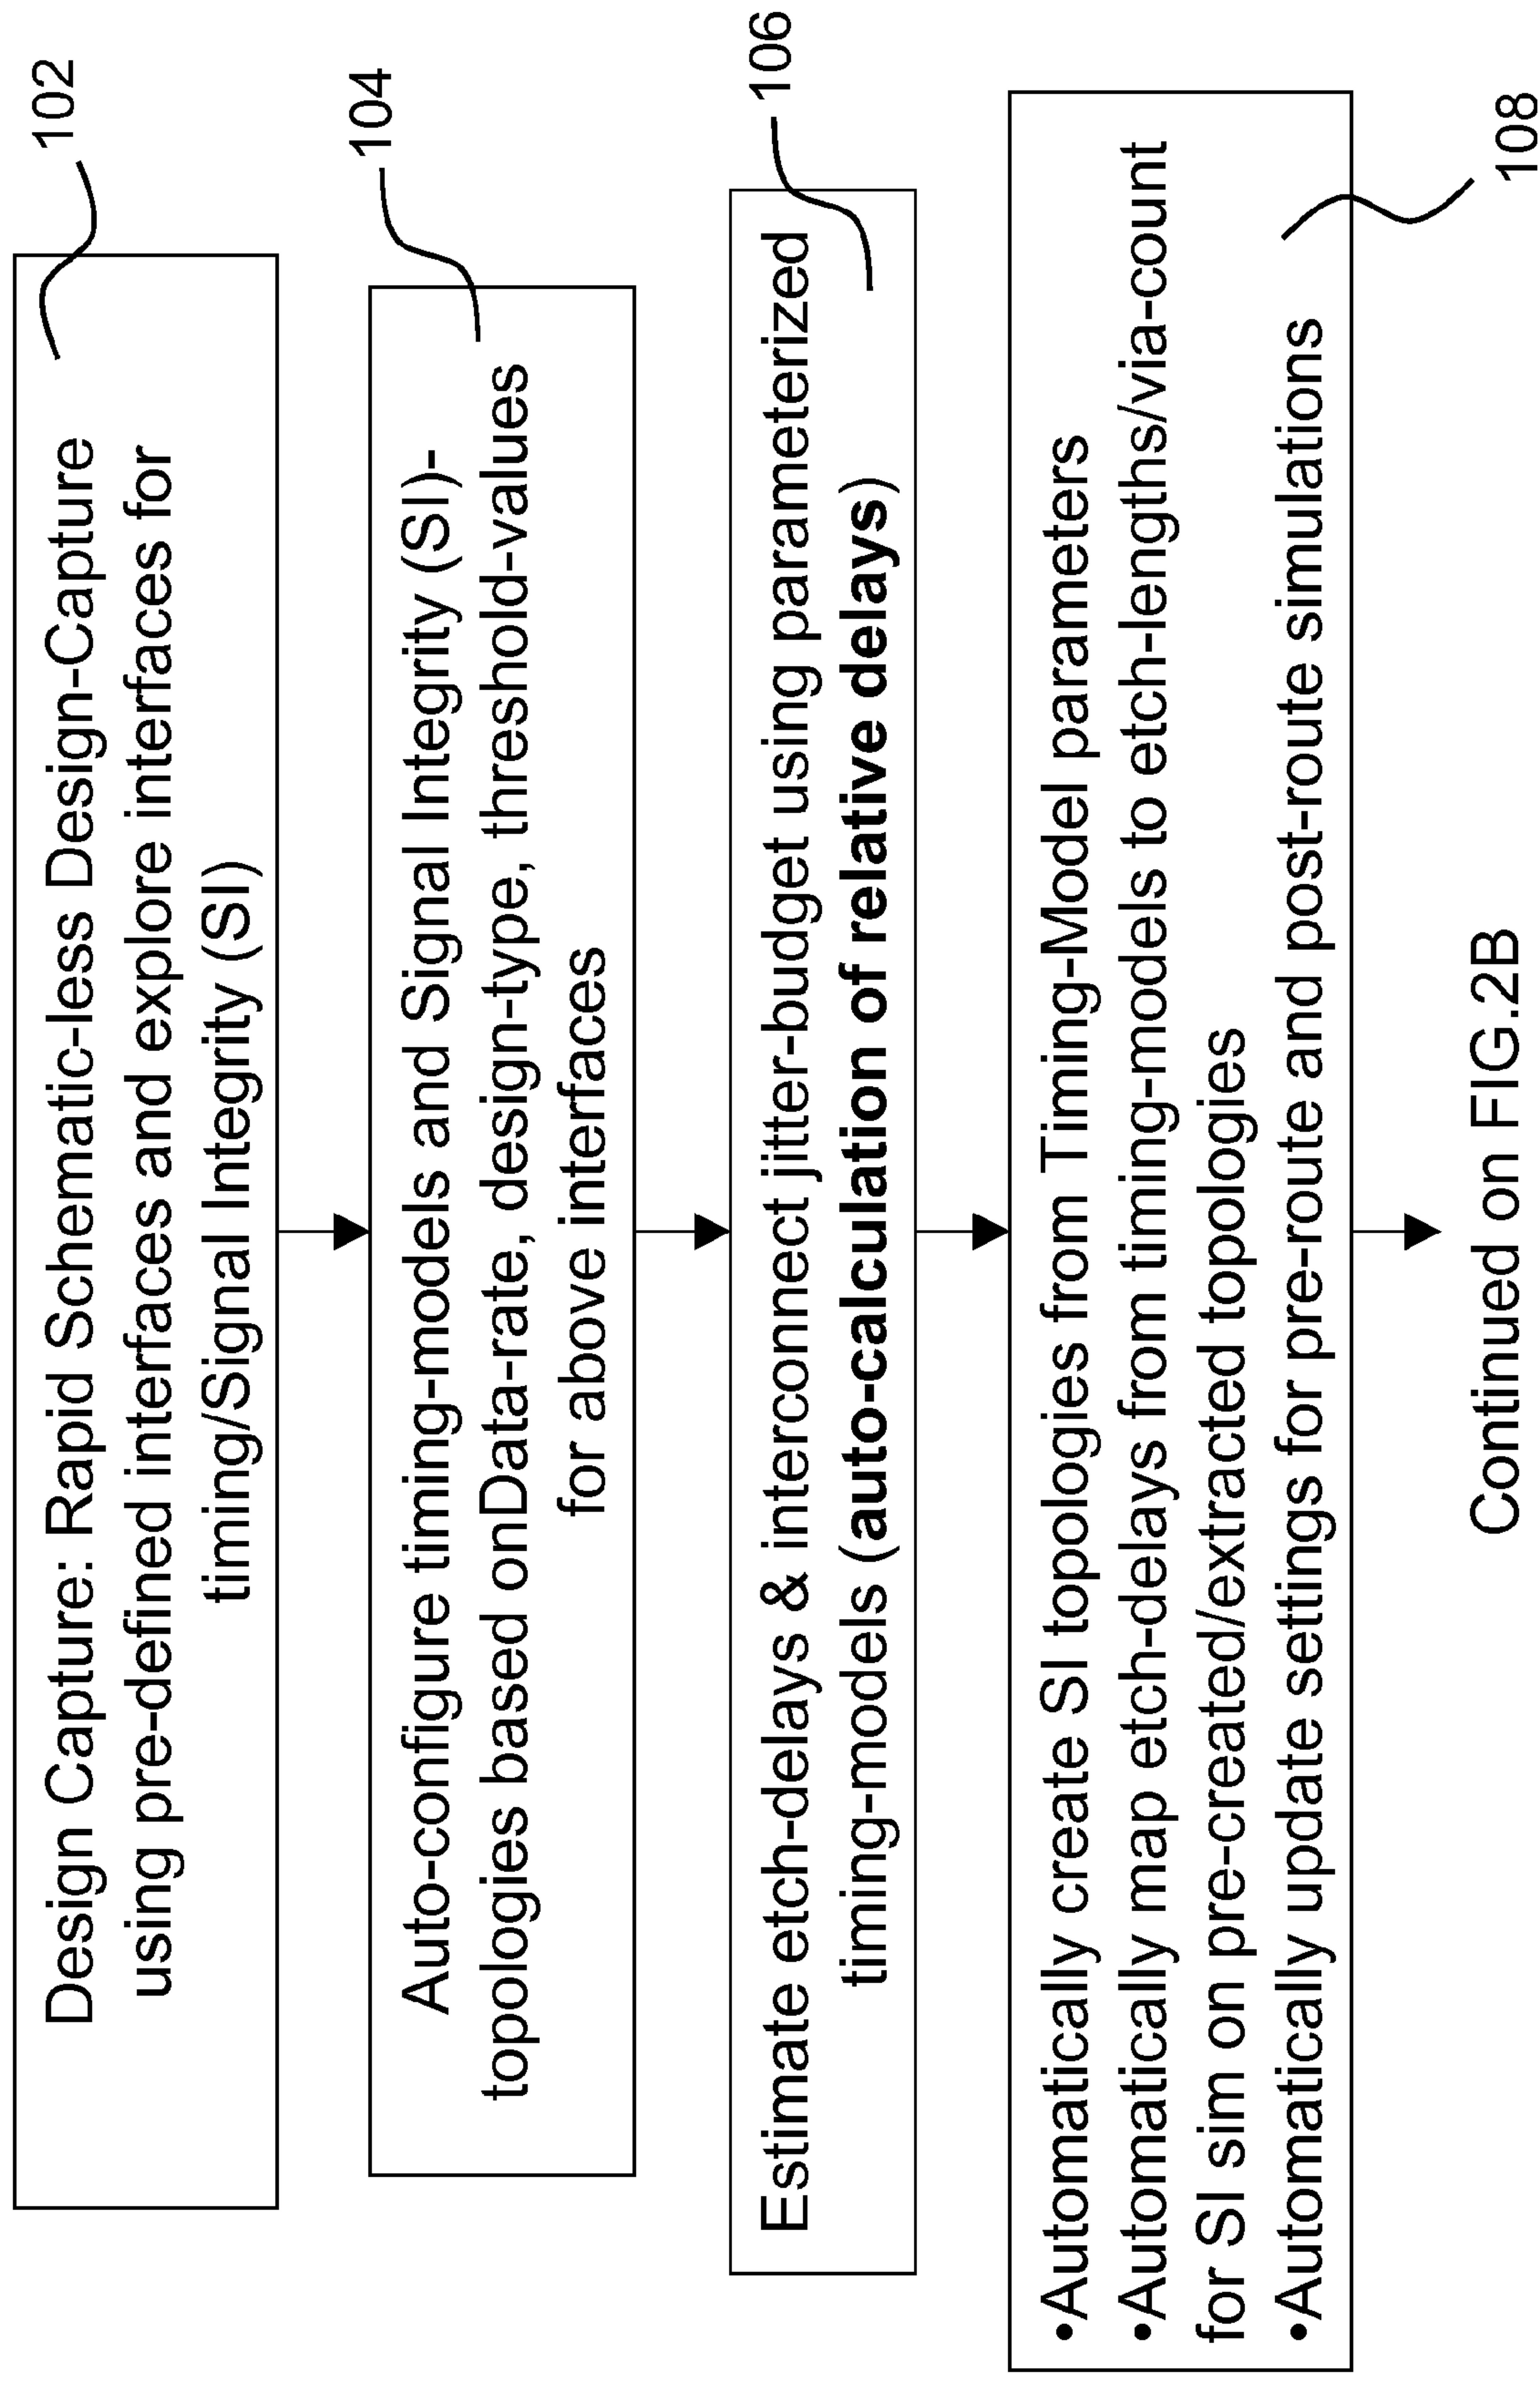 Design Capture: Rapid Schematic-less Design-Capture
using pre-defined interfaces and explore interfaces for
timing/Signal Integrity (SI)
102
Auto-configure timing-models and Signal Integrity (SI)-
topologies based onData-rate, design-type, threshold-values
for above interfaces
104
Estimate etch-delays & interconnect jitter-budget using parameterized
timing-models (auto-calculation of relative delays)
106
•Automatically create SI topologies from Timing-Model parameters
•Automatically map etch-delays from timing-models to etch-lengths/via-count
for SI sim on pre-created/extracted topologies
•Automatically update settings for pre-route and post-route simulations
108
Continued on FIG.2B